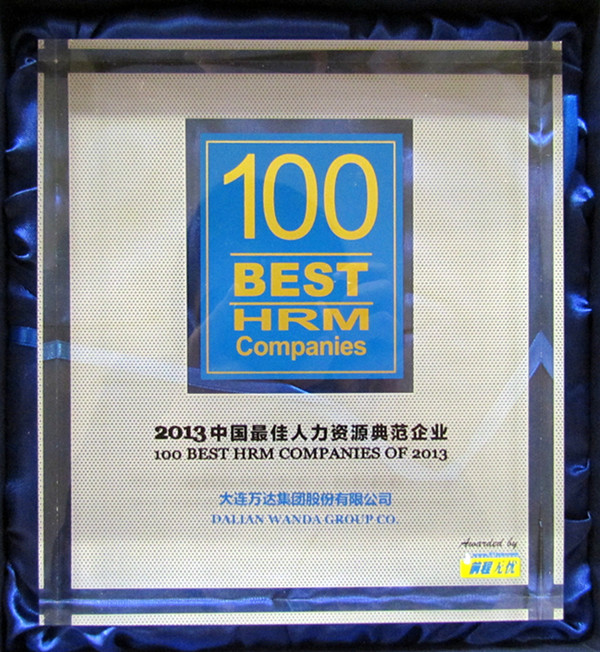 100
BEST
HRM
Companies
2013中国最佳人力资源典范企业
100 BEST HRM COMPANIES OF 2013
大连万达集团股份有限公司
DALIAN WANDA GROUP CO.
Awarded by
前程无忧